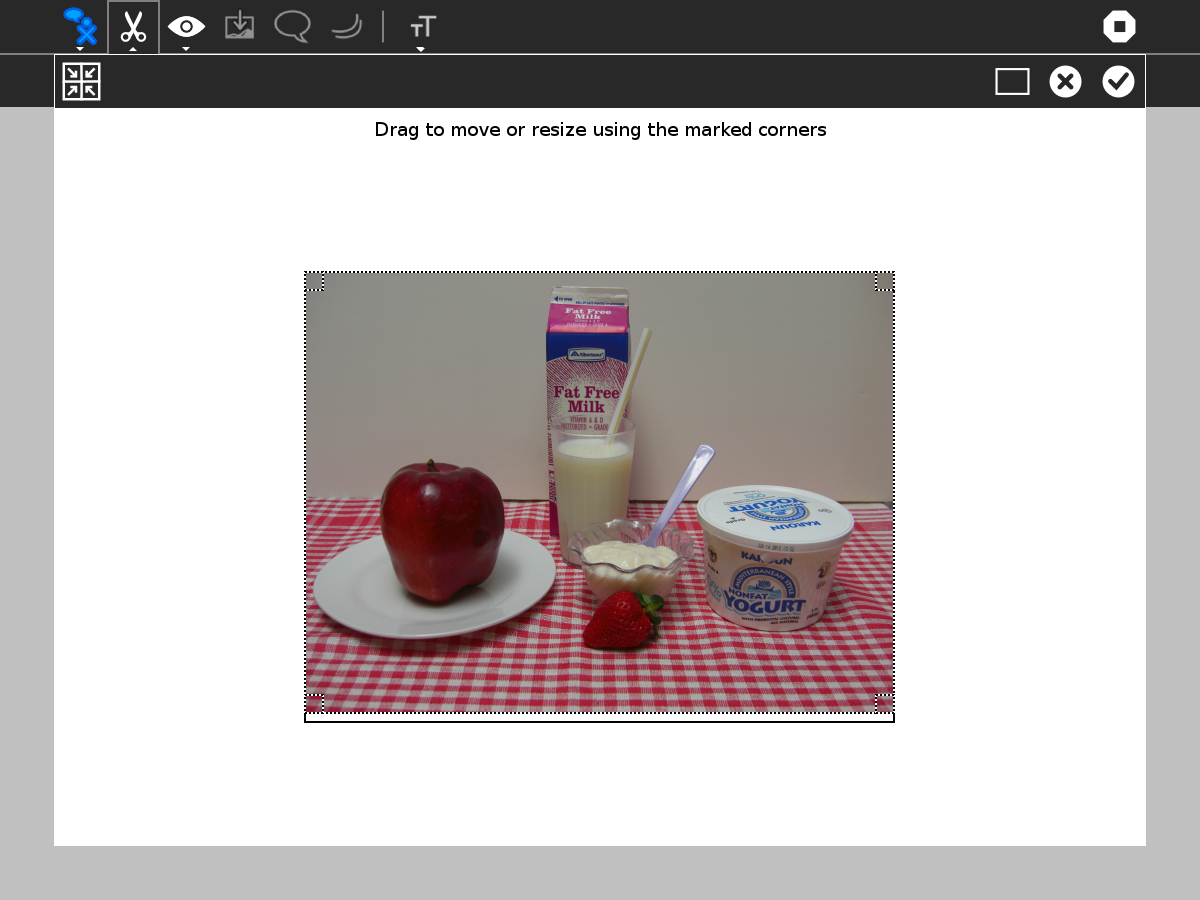 Drag to move or resize using the marked corners
Fat Free
Milk
Fat Free
Milk
VITAMIN A & D
KAROUN
YOGURT
KAROUN
MEDITERRANEAN STYLE
NONFAT
YOGURT